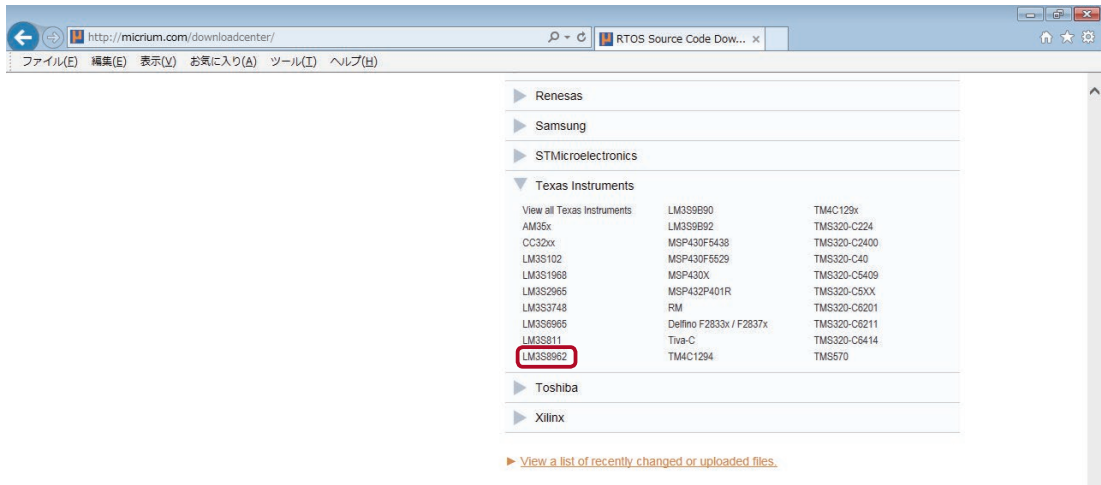 http://micrium.com/downloadcenter/
RTOS Source Code Dow...
ファイル(F) 編集(E) 表示(V) お気に入り(A) ツール(T) ヘルプ(H)
Renesas
Samsung
STMicroelectronics
Texas Instruments
View all Texas Instruments LM3S9B90 TM4C129x
AM35x LM3S9B92 TMS320-C224
CC32xx MSP430F5438 TMS320-C2400
LM3S102 MSP430F5529 TMS320-C40
LM3S1968 MSP430X TMS320-C5409
LM3S2965 MSP432P401R TMS320-C5XX
LM3S3748 RM TMS320-C6201
LM3S6965 Delfino F2833x / F2837x TMS320-C6211
LM3S811 Tiva-C TMS320-C6414
LM3S8962 TM4C1294 TMS570
Toshiba
Xilinx
View a list of recently changed or uploaded files.